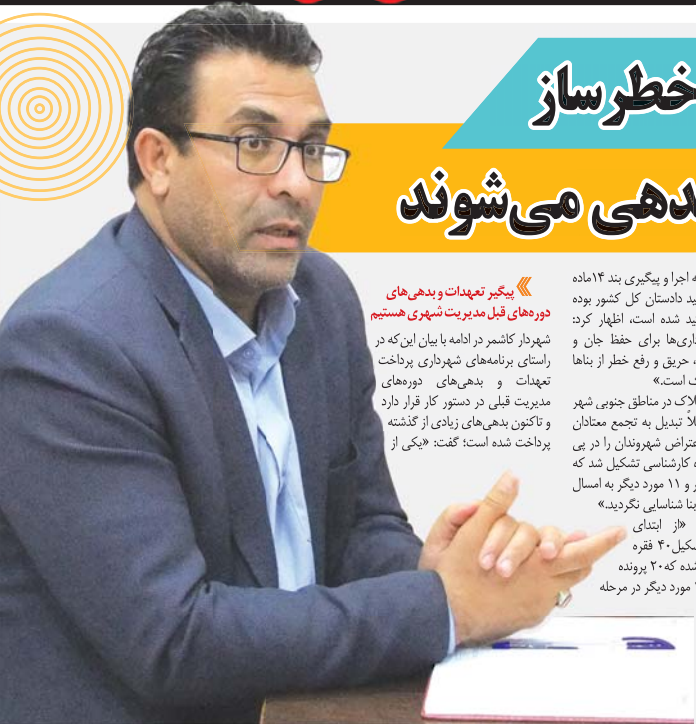 خطرساز
دهی می‌شوند
ه اجرا و پیگیری بند ۱۴ماده
ید دادستان کل کشور بوده
ید شده است، اظهار کرد:
اری‌ها برای حفظ جان و
، حریق و رفع خطر از بناها
ک است.»
لاک در مناطق جنوبی شهر
لاً تبدیل به تجمع معتادان
عتراض شهروندان را در پی
ه کارشناسی تشکیل شد که
ر و ۱۱ مورد دیگر به امسال
بنا شناسایی نگردید.»
«از ابتدای
شکیل۴۰ فقره
شده که۲۰ پرونده
مورد دیگر در مرحله
پیگیر تعهدات و بدهی‌های
دوره‌های قبل مدیریت شهری هستیم
شهردار کاشمر در ادامه با بیان این‌که در
راستای برنامه‌های شهرداری پرداخت
تعهدات و بدهی‌های دوره‌های
مدیریت قبلی در دستور کار قرار دارد
و تاکنون بدهی‌های زیادی از گذشته
پرداخت شده است؛ گفت: «یکی از